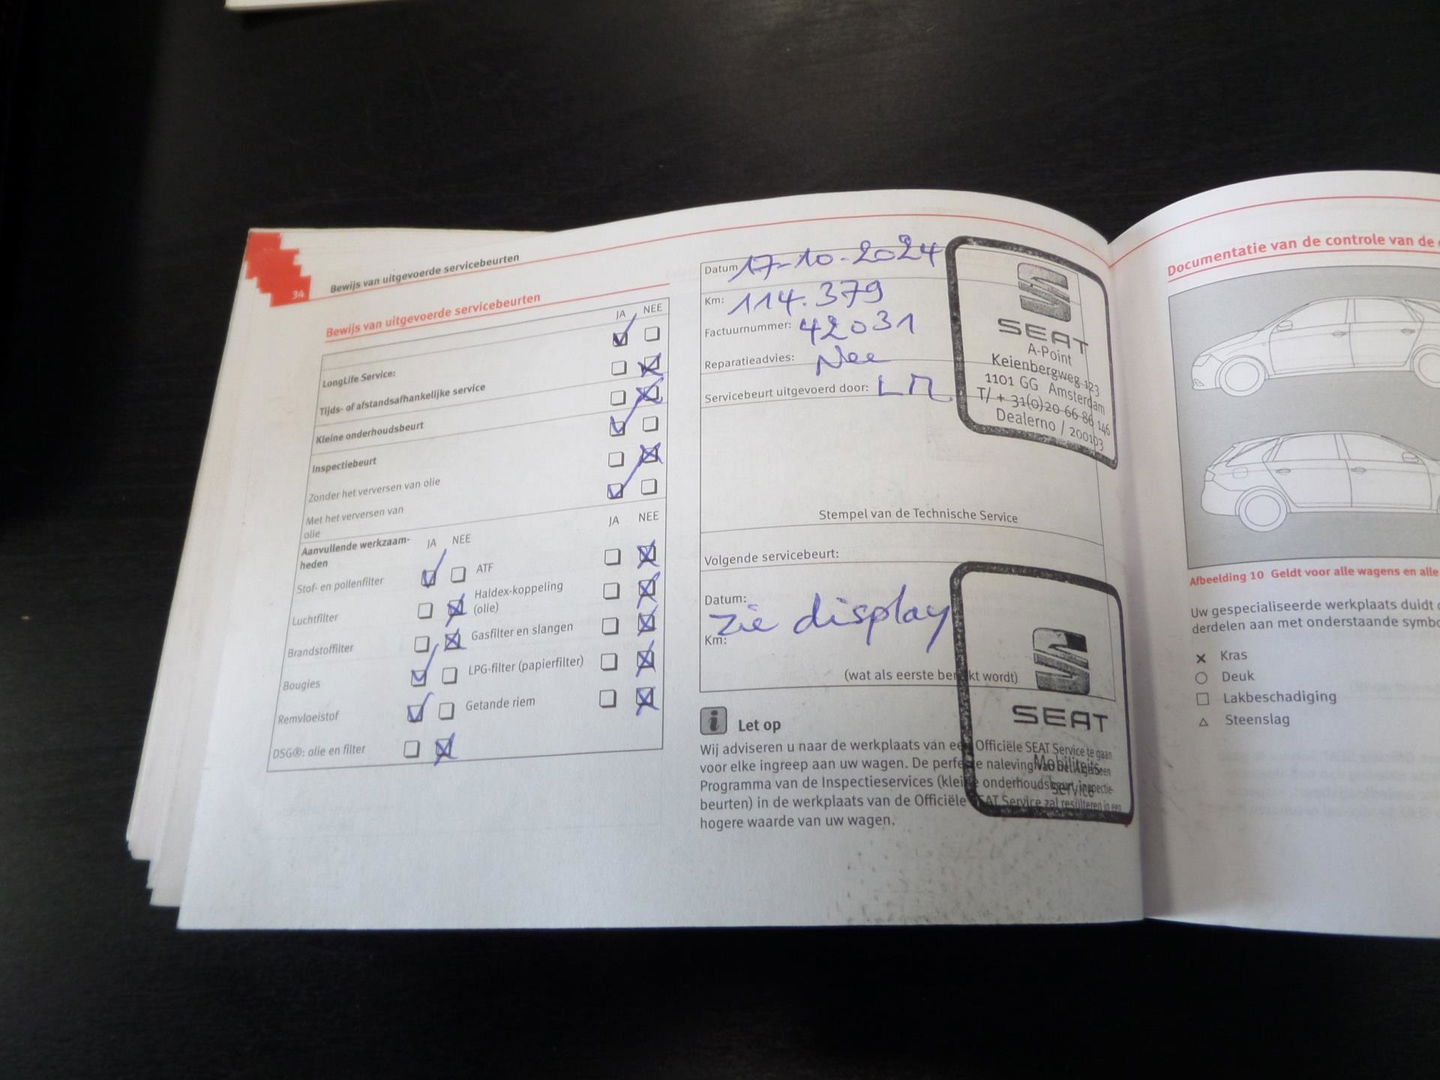 34
Bewijs van uitgevoerde servicebeurten
Bewijs van uitgevoerde servicebeurten
JA NEE
LongLife Service:
Tijds- of afstandsafhankelijke service
Kleine onderhoudsbeurt
Inspectiebeurt
Zonder het verversen van olie
Met het verversen van
olie
Aanvullende werkzaam-
heden
JA NEE
JA NEE
Stof- en pollenfilter
Luchtfilter
Brandstoffilter
Bougies
Remvloeistof
DSG®: olie en filter
ATF
Haldex-koppeling
(olie)
Gasfilter en slangen
LPG-filter (papierfilter)
Getande riem
Datum 17-10-2024
Km: 114.379
Factuurnummer: 42031
Reparatieadvies: Nee
Servicebeurt uitgevoerd door:
SEAT
A-Point
Keienbergweg 123
1101 GG Amsterdam
T/ + 31(0)20 66 86 146
Dealerno / 200103
Stempel van de Technische Service
Volgende servicebeurt:
Datum:
zie display
Km:
(wat als eerste bereikt wordt)
SEAT
Mobiliteits
service
i Let op
Wij adviseren u naar de werkplaats van een Officiële SEAT Service te gaan
voor elke ingreep aan uw wagen. De perfecte naleving van
Programma van de Inspectieservices (kleine onderhoudsbeurt, inspectie-
beurten) in de werkplaats van de Officiële SEAT Service zal resulteren in een
hogere waarde van uw wagen.
Documentatie van de controle van de
Afbeelding 10 Geldt voor alle wagens en alle
Uw gespecialiseerde werkplaats duidt
derdelen aan met onderstaande symbo
Kras
Deuk
Lakbeschadiging
Steenslag